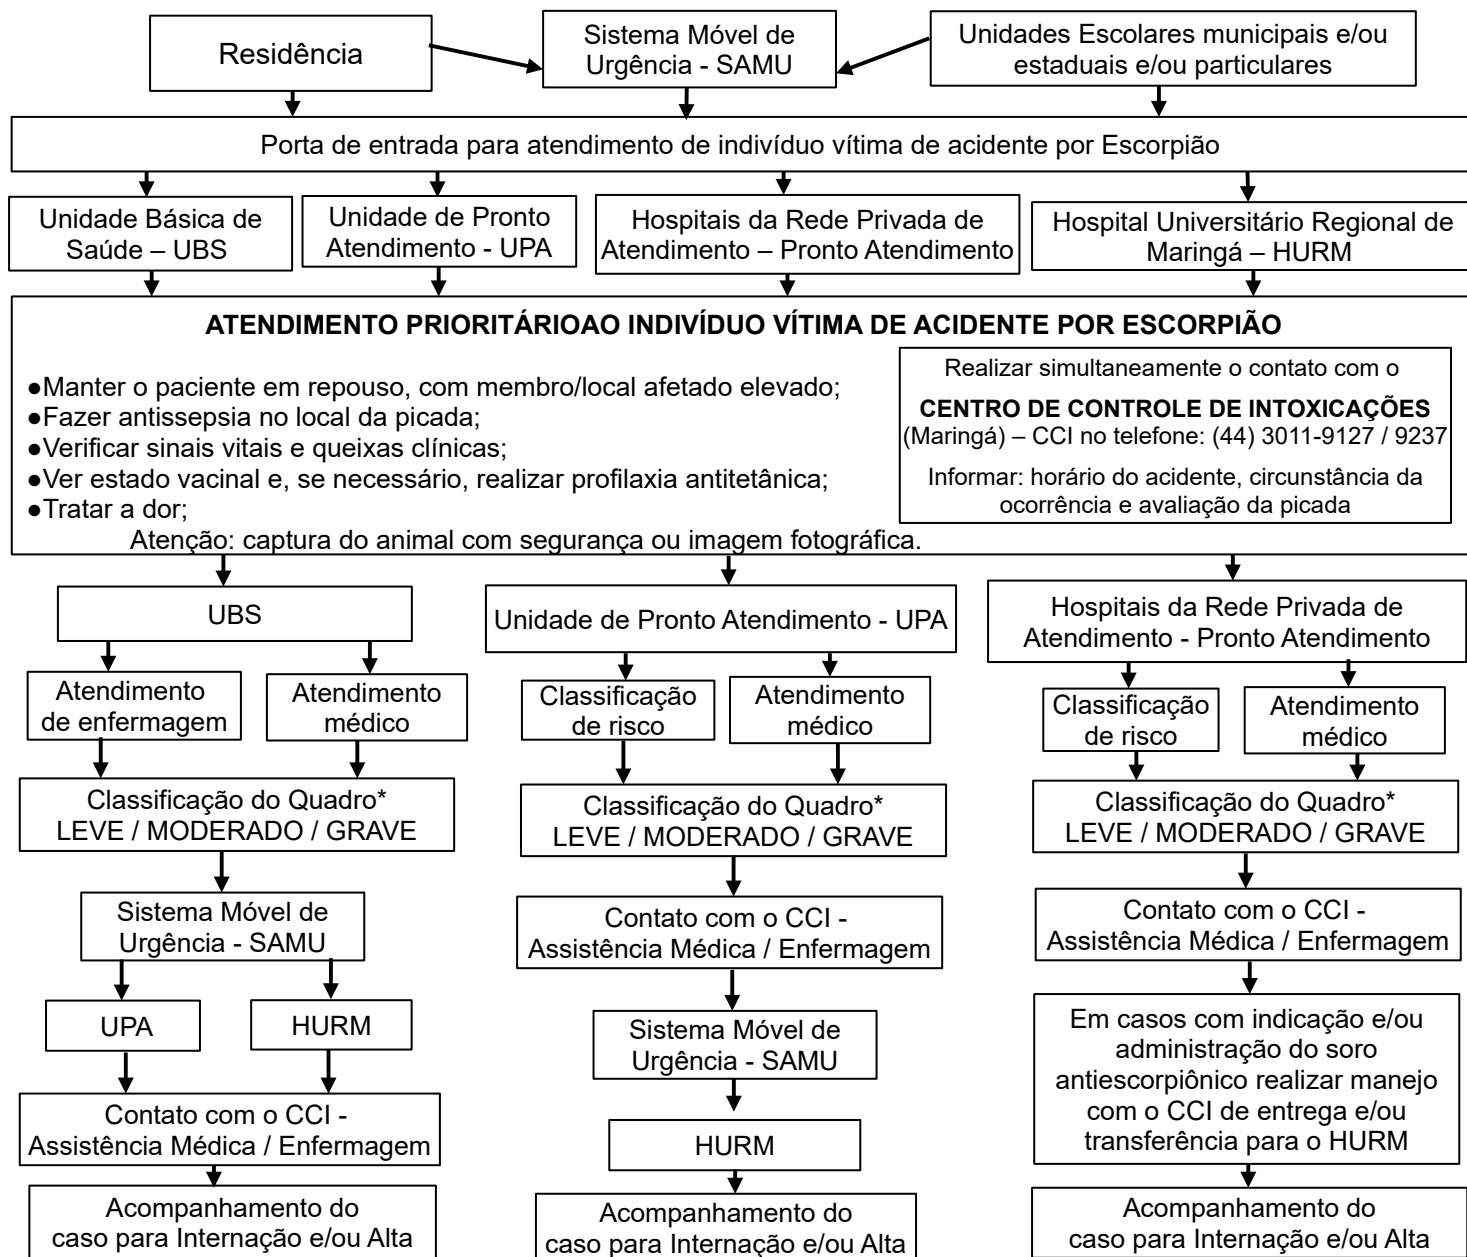 Residência
Sistema Móvel de
Urgência - SAMU
Unidades Escolares municipais e/ou
estaduais e/ou particulares
Porta de entrada para atendimento de indivíduo vítima de acidente por Escorpião
Unidade Básica de
Saúde – UBS
Unidade de Pronto
Atendimento - UPA
Hospitais da Rede Privada de
Atendimento – Pronto Atendimento
Hospital Universitário Regional de
Maringá – HURM
ATENDIMENTO PRIORITÁRIOAO INDIVÍDUO VÍTIMA DE ACIDENTE POR ESCORPIÃO
●Manter o paciente em repouso, com membro/local afetado elevado;
●Fazer antissepsia no local da picada;
●Verificar sinais vitais e queixas clínicas;
●Ver estado vacinal e, se necessário, realizar profilaxia antitetânica;
●Tratar a dor;
Atenção: captura do animal com segurança ou imagem fotográfica.
Realizar simultaneamente o contato com o
CENTRO DE CONTROLE DE INTOXICAÇÕES
(Maringá) – CCI no telefone: (44) 3011-9127 / 9237
Informar: horário do acidente, circunstância da
ocorrência e avaliação da picada
UBS
Atendimento
de enfermagem
Atendimento
médico
Classificação do Quadro*
LEVE / MODERADO / GRAVE
Sistema Móvel de
Urgência - SAMU
UPA
HURM
Contato com o CCI -
Assistência Médica / Enfermagem
Acompanhamento do
caso para Internação e/ou Alta
Unidade de Pronto Atendimento - UPA
Classificação
de risco
Atendimento
médico
Classificação do Quadro*
LEVE / MODERADO / GRAVE
Contato com o CCI -
Assistência Médica / Enfermagem
Sistema Móvel de
Urgência - SAMU
HURM
Acompanhamento do
caso para Internação e/ou Alta
Hospitais da Rede Privada de
Atendimento - Pronto Atendimento
Classificação
de risco
Atendimento
médico
Classificação do Quadro*
LEVE / MODERADO / GRAVE
Contato com o CCI -
Assistência Médica / Enfermagem
Em casos com indicação e/ou
administração do soro
antiescorpiônico realizar manejo
com o CCI de entrega e/ou
transferência para o HURM
Acompanhamento do
caso para Internação e/ou Alta